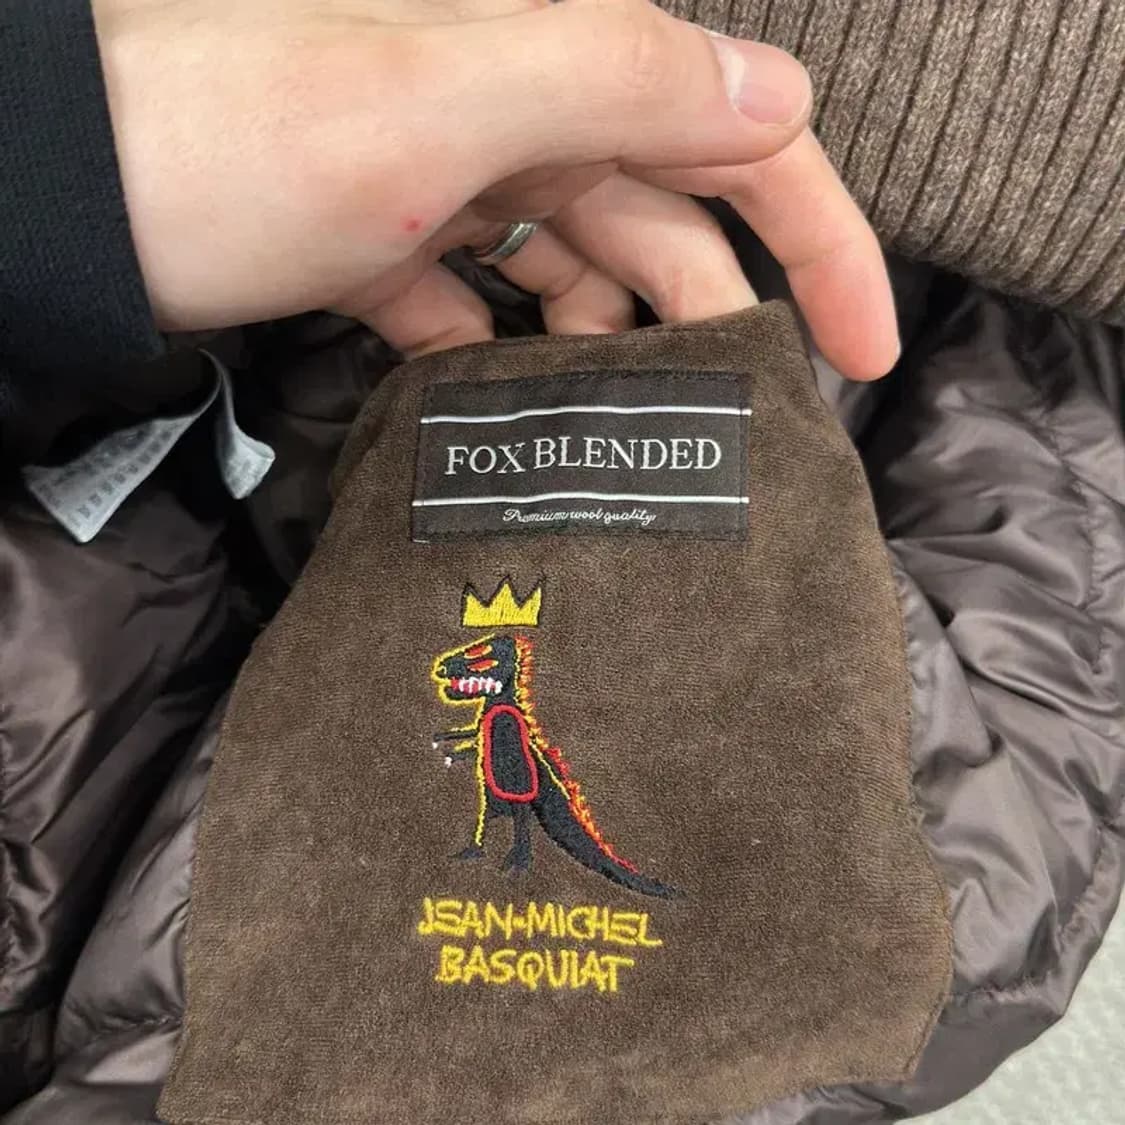 FOX BLENDED
Premium wool quality
JEAN-MICHEL
BASQUIAT